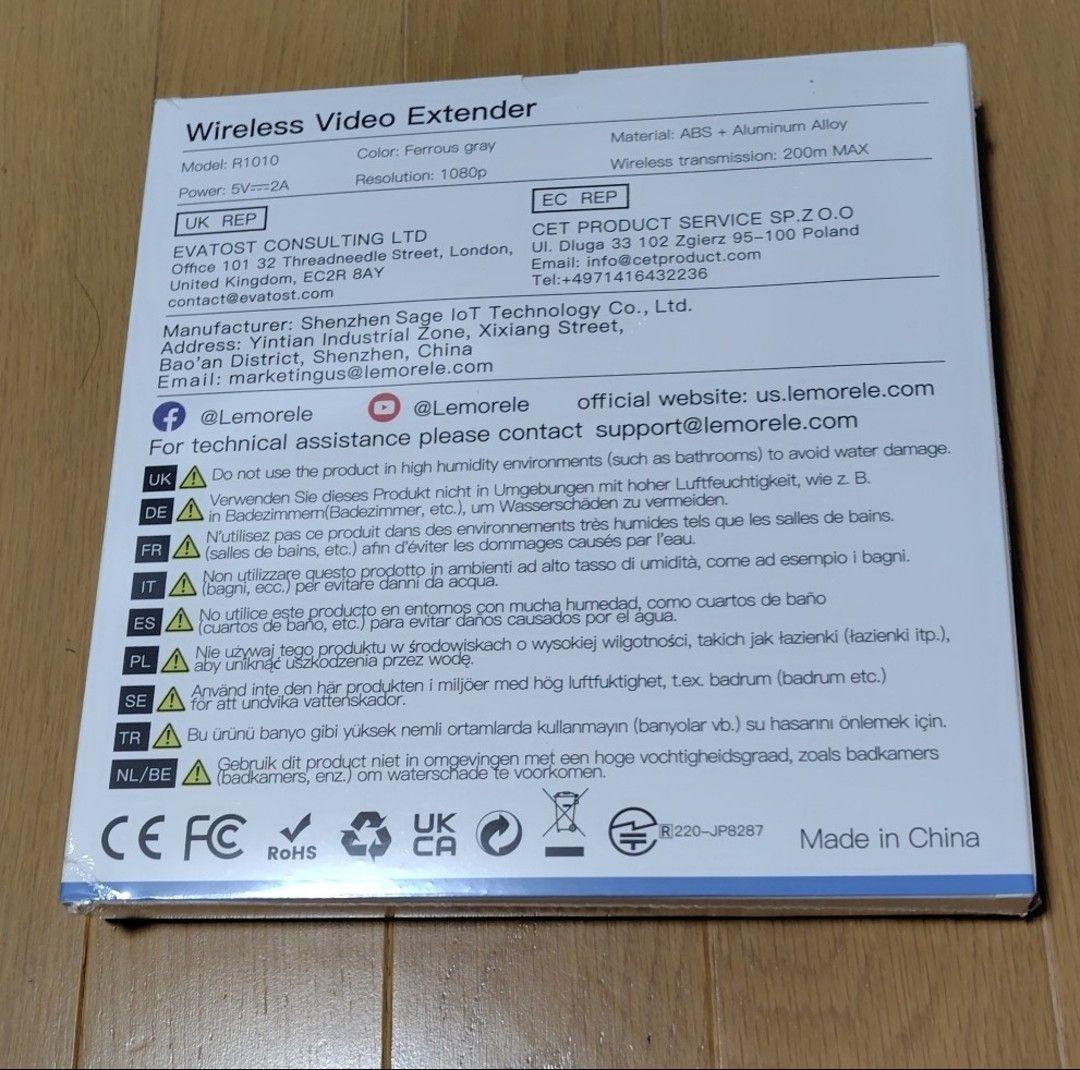 Wireless Video Extender
Model: R1010
Color: Ferrous gray
Material: ABS + Aluminum Alloy
Power: 5V⎓2A
Resolution: 1080p
Wireless transmission: 200m MAX
UK REP
EVATOST CONSULTING LTD
Office 101 32 Threadneedle Street, London,
United Kingdom, EC2R 8AY
contact@evatost.com
EC REP
CET PRODUCT SERVICE SP.Z O.O
Ul. Dluga 33 102 Zgierz 95-100 Poland
Email: info@cetproduct.com
Tel:+4971416432236
Manufacturer: Shenzhen Sage IoT Technology Co., Ltd.
Address: Yintian Industrial Zone, Xixiang Street,
Bao'an District, Shenzhen, China
Email: marketingus@lemorele.com
@Lemorele
@Lemorele
official website: us.lemorele.com
For technical assistance please contact support@lemorele.com
UK Do not use the product in high humidity environments (such as bathrooms) to avoid water damage.
DE Verwenden Sie dieses Produkt nicht in Umgebungen mit hoher Luftfeuchtigkeit, wie z. B.
in Badezimmern(Badezimmer, etc.), um Wasserschäden zu vermeiden.
FR N'utilisez pas ce produit dans des environnements très humides tels que les salles de bains.
(salles de bains, etc.) afin d'éviter les dommages causés par l'eau.
IT Non utilizzare questo prodotto in ambienti ad alto tasso di umidità, come ad esempio i bagni.
(bagni, ecc.) per evitare danni da acqua.
ES No utilice este producto en entornos con mucha humedad, como cuartos de baño
(cuartos de baño, etc.) para evitar daños causados por el agua.
PL Nie używaj tego produktu w środowiskach o wysokiej wilgotności, takich jak łazienki (łazienki itp.),
aby uniknąć uszkodzenia przez wodę.
SE Använd inte den här produkten i miljöer med hög luftfuktighet, t.ex. badrum (badrum etc.)
för att undvika vattenskador.
TR Bu ürünü banyo gibi yüksek nemli ortamlarda kullanmayın (banyolar vb.) su hasarını önlemek için.
NL/BE Gebruik dit product niet in omgevingen met een hoge vochtigheidsgraad, zoals badkamers
(badkamers, enz.) om waterschade te voorkomen.
CE FC RoHS UK CA R 220-JP8287 Made in China